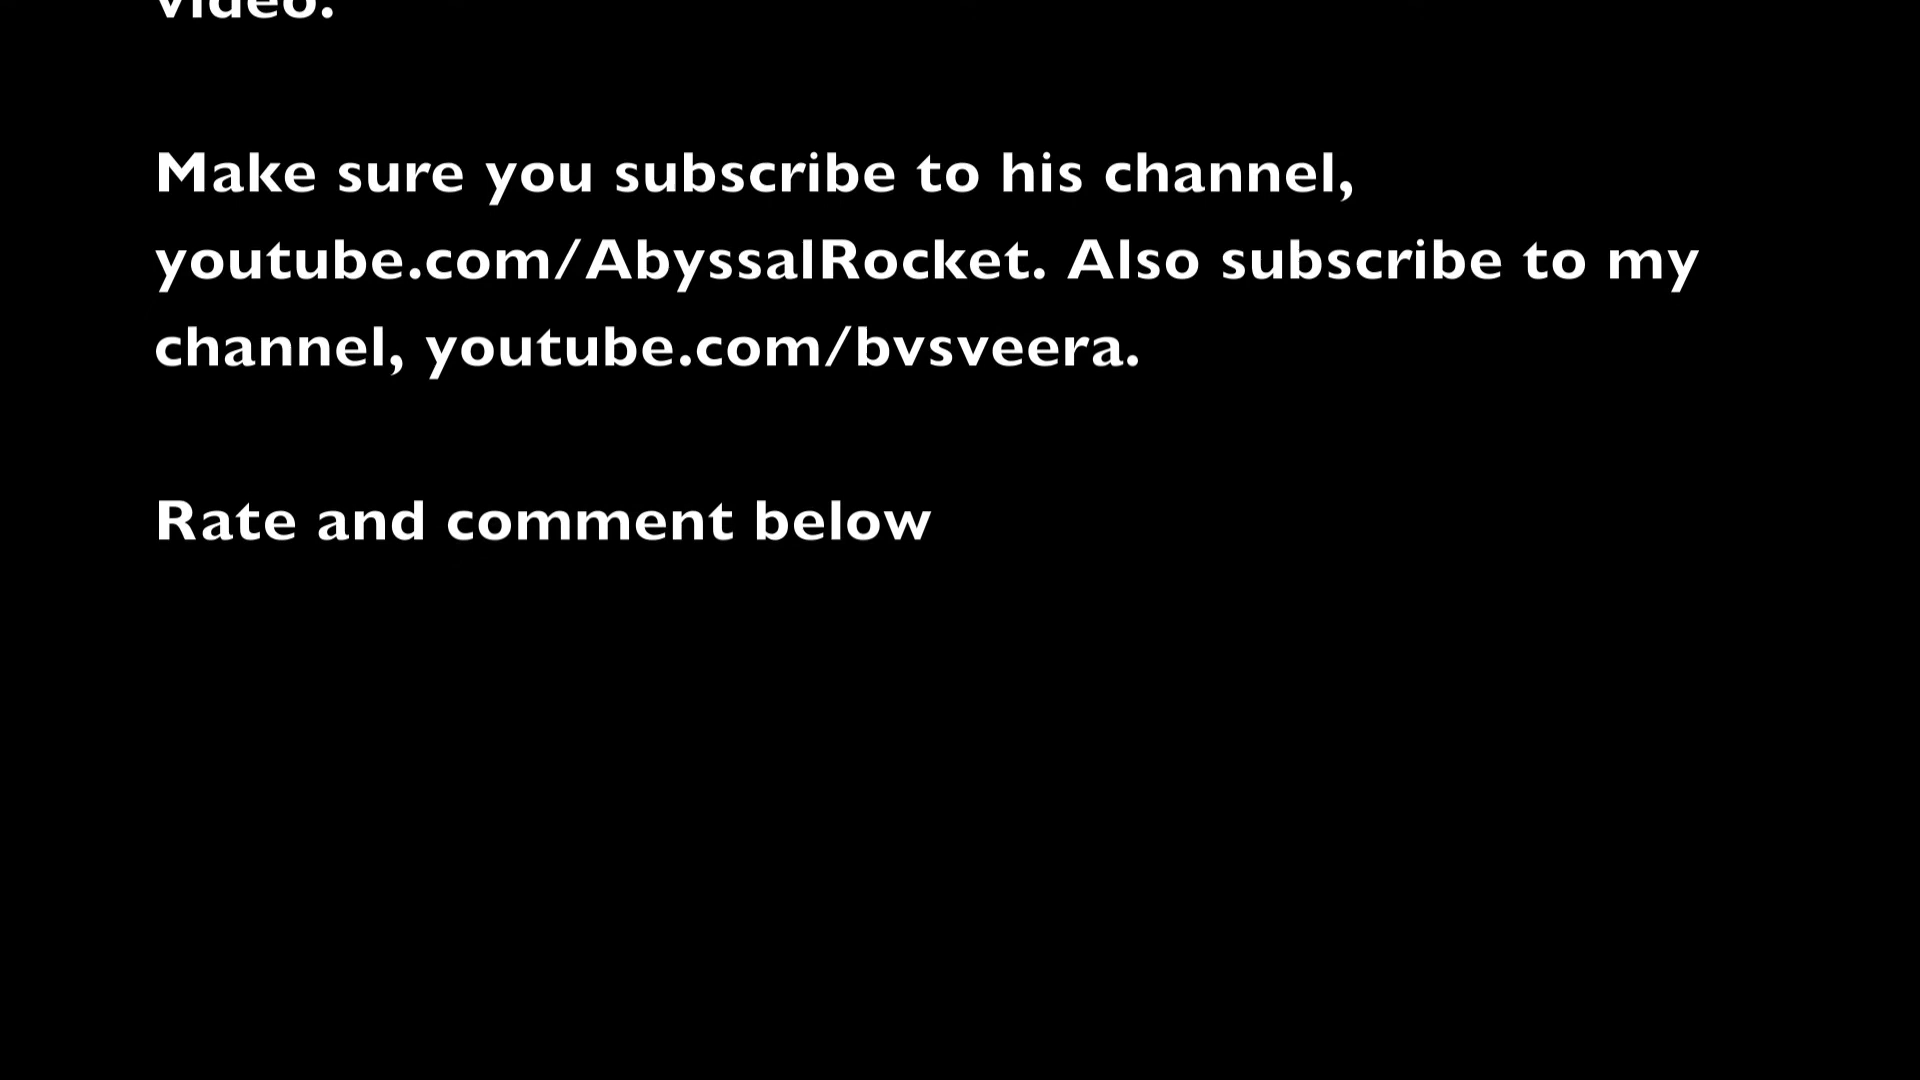 video.
Make sure you subscribe to his channel,
youtube.com/AbyssalRocket. Also subscribe to my
channel, youtube.com/bvsveera.
Rate and comment below